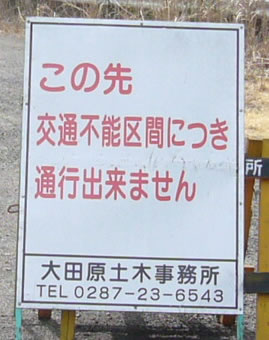 この先
交通不能区間につき
通行出来ません
大田原土木事務所
TEL 0287-23-6543
所